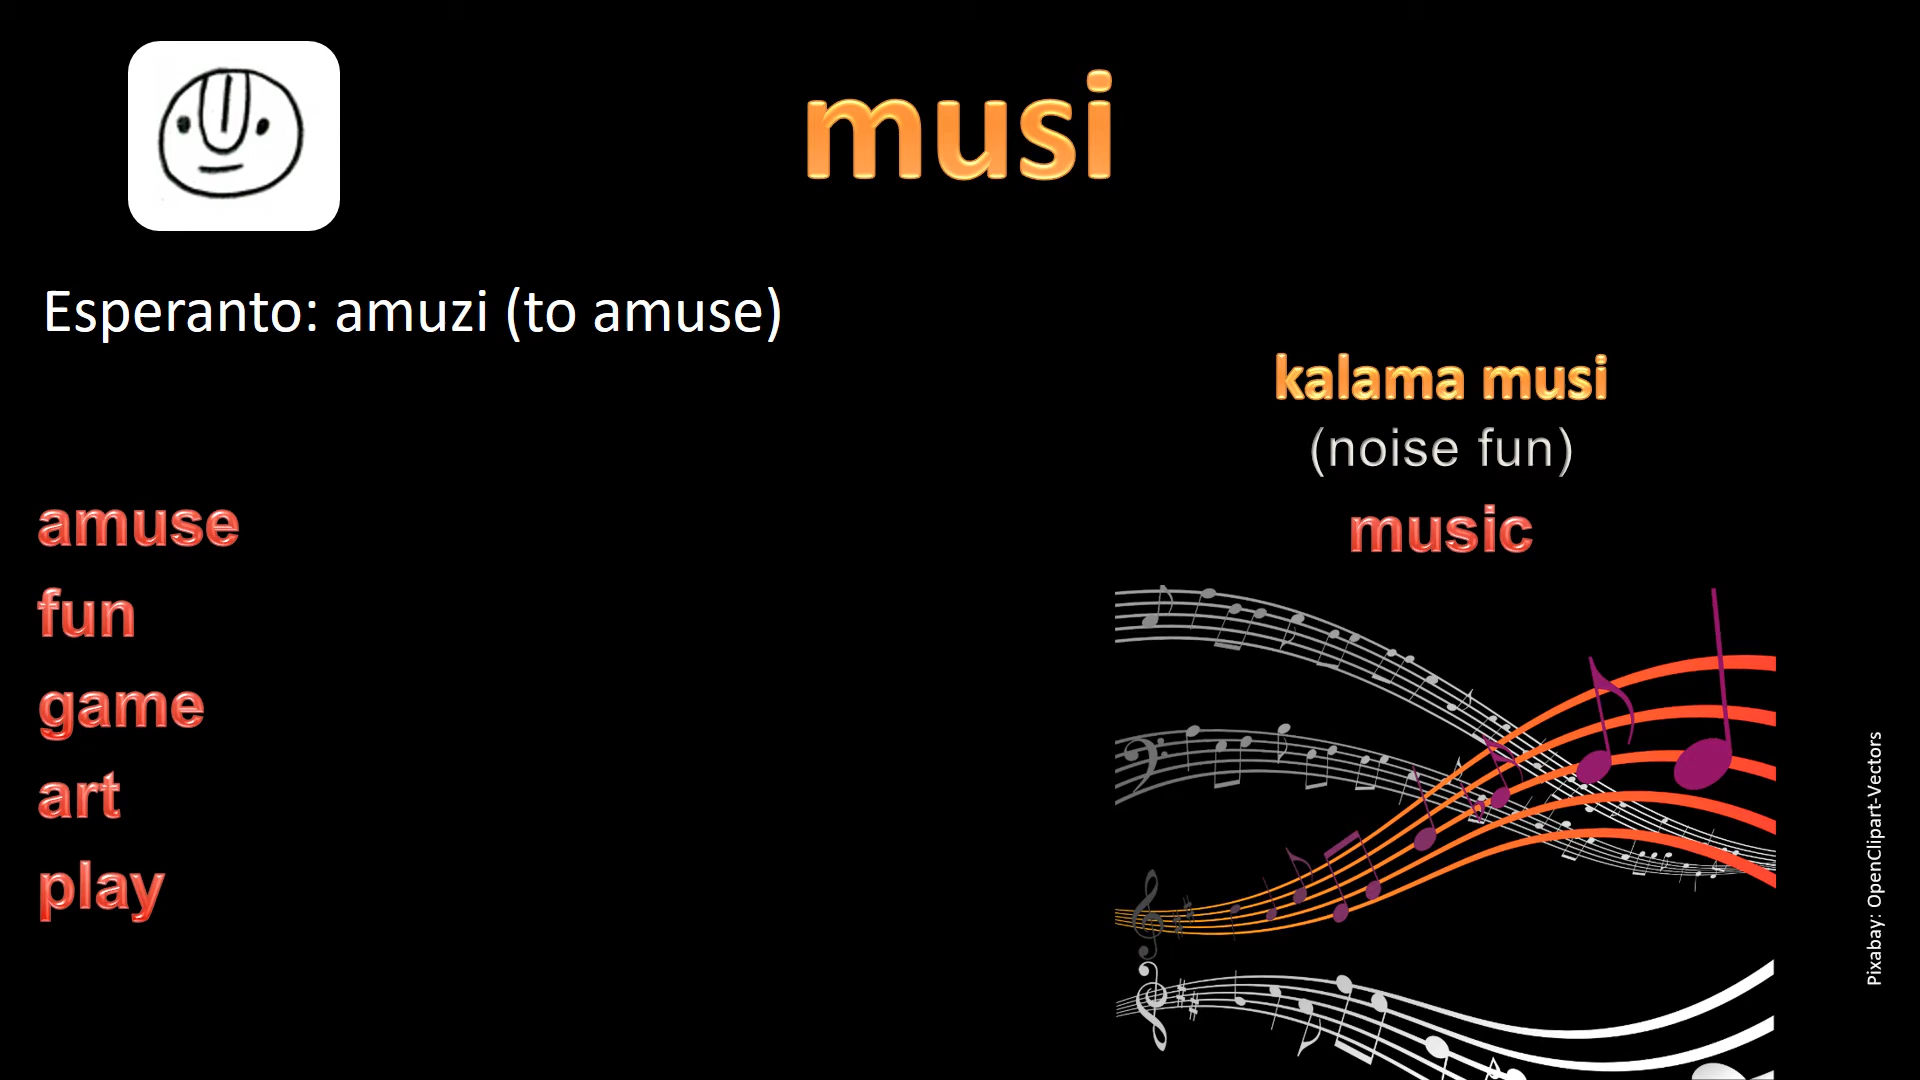 musi
Esperanto: amuzi (to amuse)
amuse
fun
game
art
play
kalama musi
(noise fun)
music
Pixabay: OpenClipart-Vectors